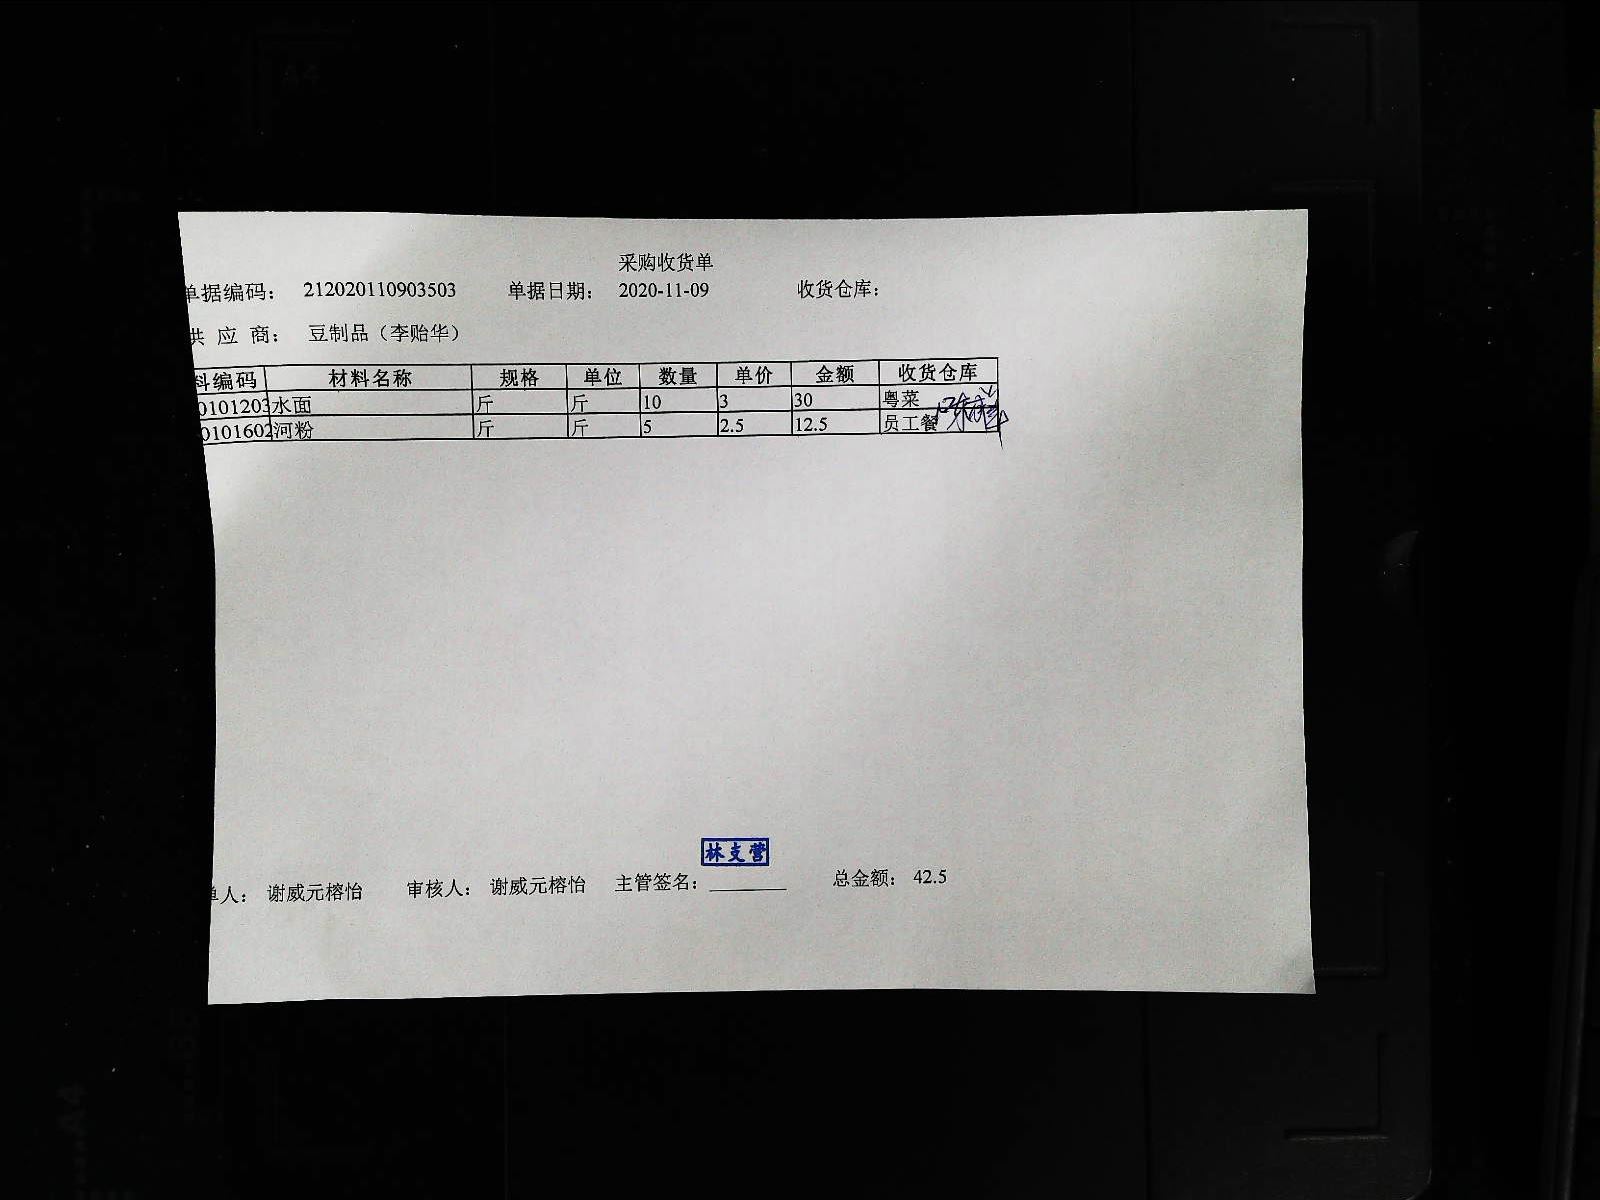 采购收货单
单据编码： 212020110903503 单据日期： 2020-11-09 收货仓库：
供 应 商： 豆制品（李贻华）
料编码 材料名称 规格 单位 数量 单价 金额 收货仓库
0101203 水面 斤 斤 10 3 30 粤菜
0101602 河粉 斤 斤 5 2.5 12.5 员工餐
林支营
单人： 谢威元榕怡 审核人： 谢威元榕怡 主管签名： 总金额： 42.5